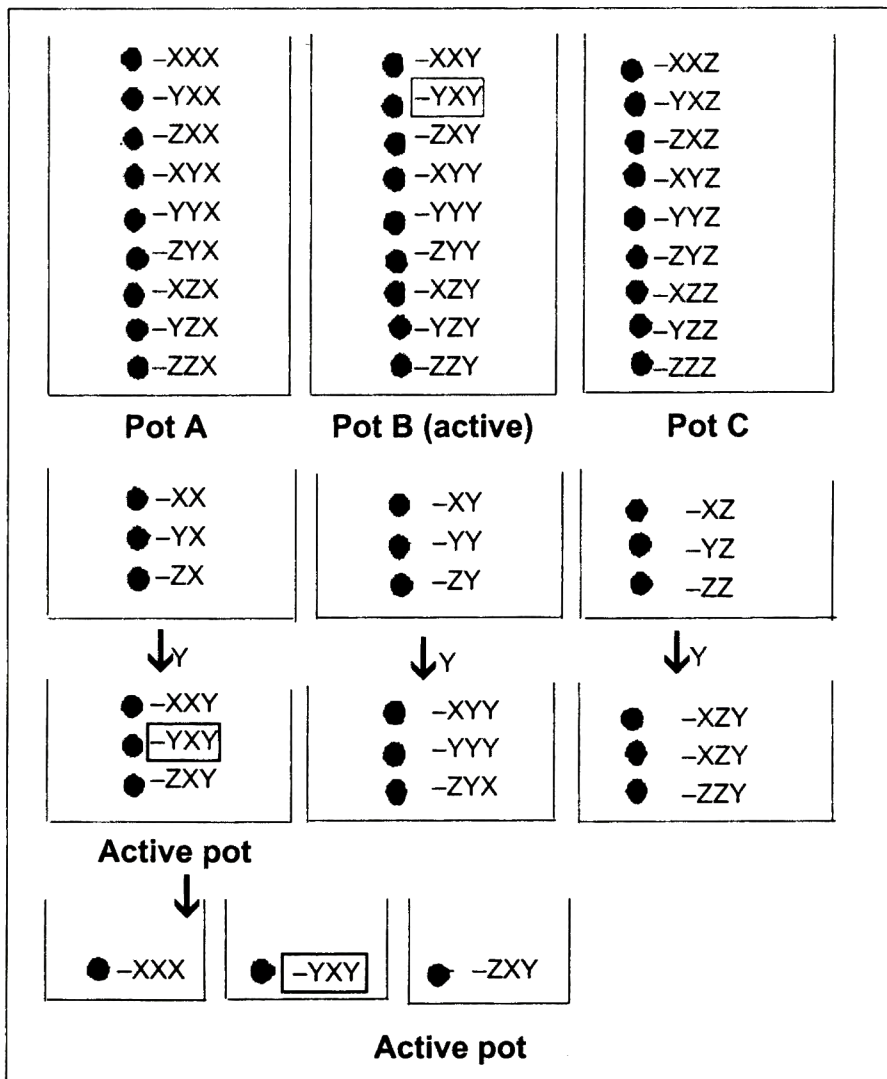 –XXX
–YXX
–ZXX
–XYX
–YYX
–ZYX
–XZX
–YZX
–ZZX
Pot A
–XXY
–YXY
–ZXY
–XYY
–YYY
–ZYY
–XZY
–YZY
–ZZY
Pot B (active)
–XXZ
–YXZ
–ZXZ
–XYZ
–YYZ
–ZYZ
–XZZ
–YZZ
–ZZZ
Pot C
–XX
–YX
–ZX
–XY
–YY
–ZY
–XZ
–YZ
–ZZ
Y
Y
Y
–XXY
–YXY
–ZXY
Active pot
–XYY
–YYY
–ZYX
–XZY
–XZY
–ZZY
–XXX
–YXY
–ZXY
Active pot